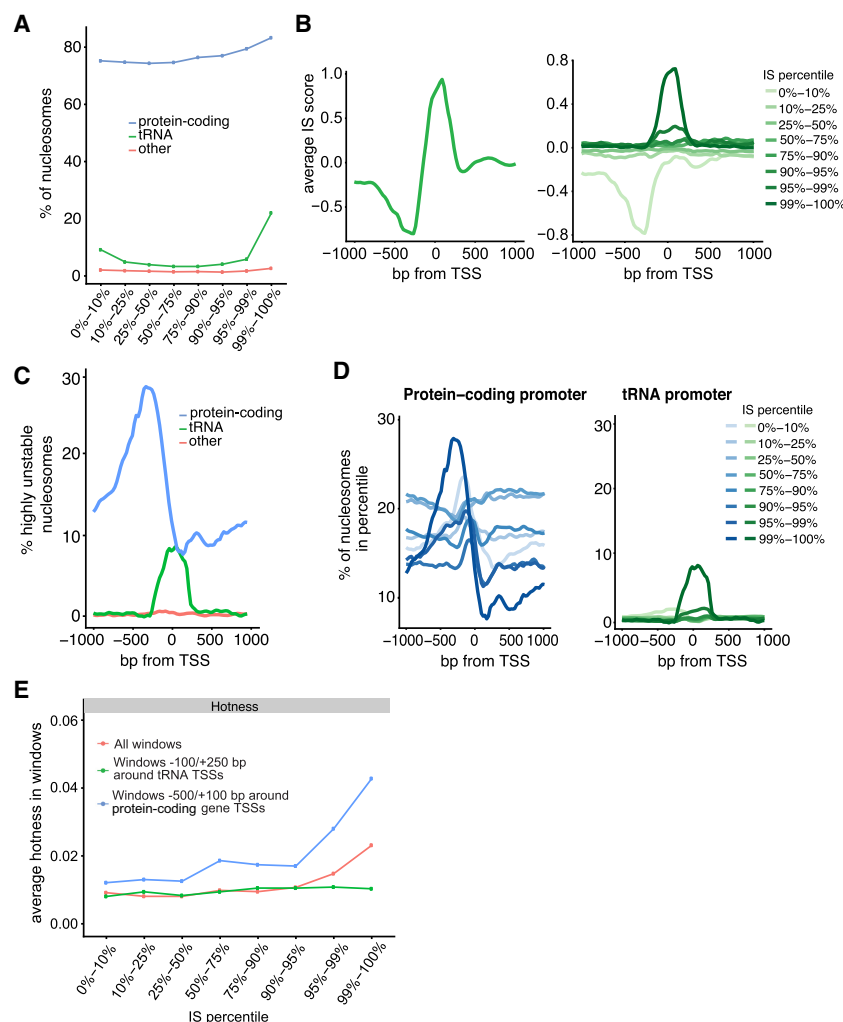 A
% of nucleosomes
80
60
40
20
0
protein-coding
tRNA
other
0%−10%
10%−25%
25%−50%
50%−75%
75%−90%
90%−95%
95%−99%
99%−100%
B
average IS score
1.0
0.5
0.0
−0.5
−1000 −500 0 500 1000
bp from TSS
0.8
0.4
0.0
−0.4
−0.8
−1000 −500 0 500 1000
bp from TSS
IS percentile
0%−10%
10%−25%
25%−50%
50%−75%
75%−90%
90%−95%
95%−99%
99%−100%
C
% highly unstable
nucleosomes
30
20
10
0
protein-coding
tRNA
other
−1000 −500 0 500 1000
bp from TSS
D
Protein−coding promoter
% of nucleosomes
in percentile
30
20
10
−1000 −500 0 500 1000
bp from TSS
tRNA promoter
30
20
10
0
−1000 −500 0 500 1000
bp from TSS
IS percentile
0%−10%
10%−25%
25%−50%
50%−75%
75%−90%
90%−95%
95%−99%
99%−100%
E
Hotness
average hotness in windows
0.06
0.04
0.02
0.00
All windows
Windows -100/+250 bp
around tRNA TSSs
Windows -500/+100 bp around
protein-coding gene TSSs
0%−10%
10%−25%
25%−50%
50%−75%
75%−90%
90%−95%
95%−99%
99%−100%
IS percentile